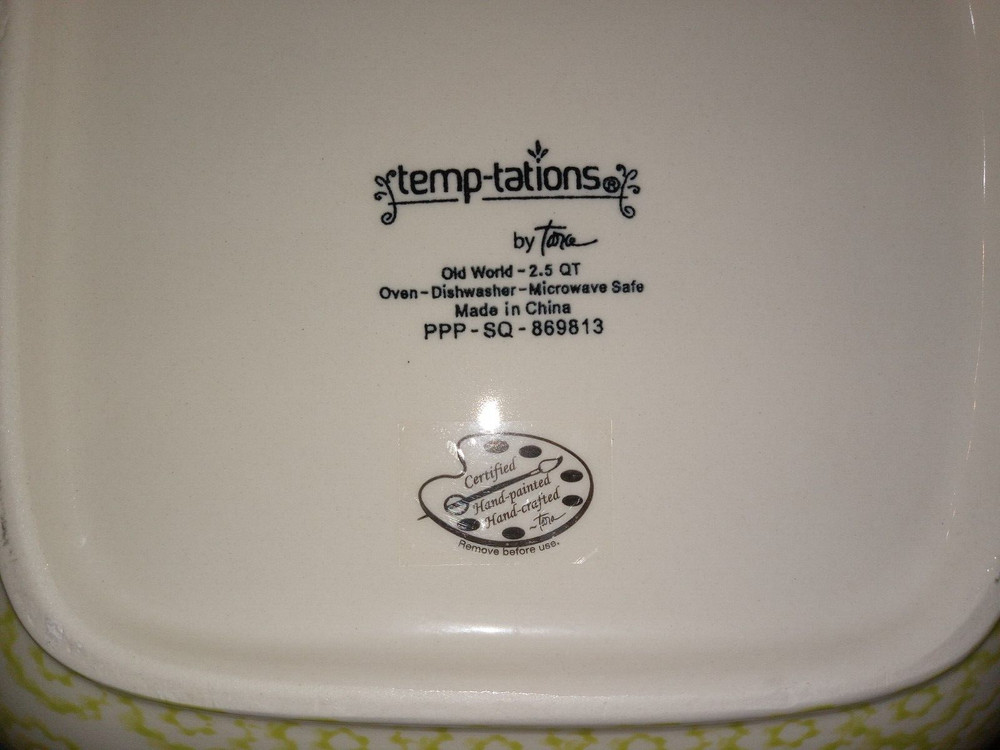 temp-tations®
by Tara
Old World - 2.5 QT
Oven - Dishwasher - Microwave Safe
Made in China
PPP - SQ - 869813
Certified
Hand-painted
Hand-crafted
~Tara
Remove before use.